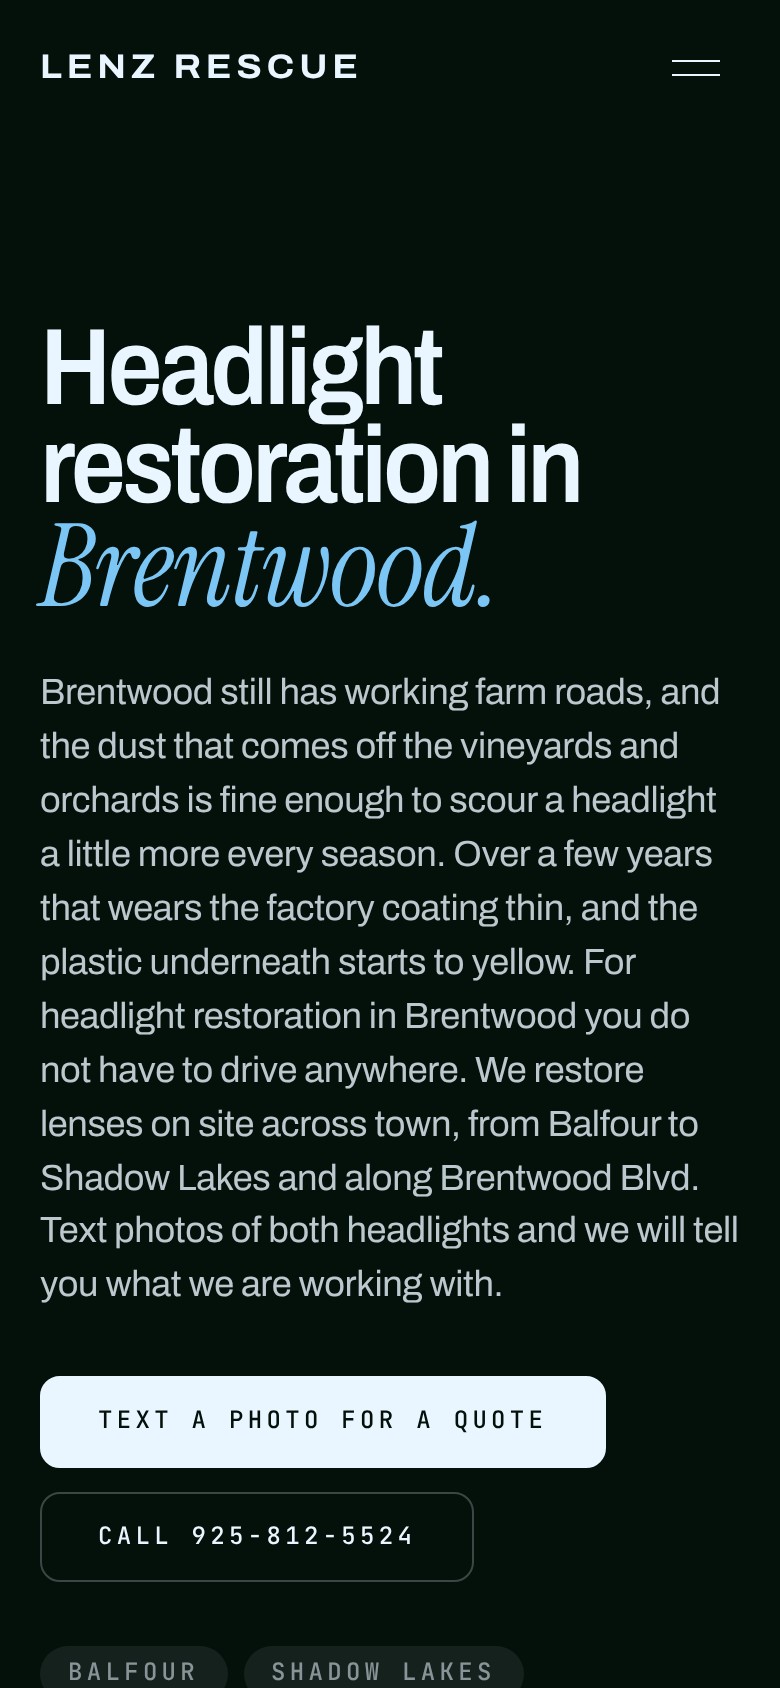 LENZ RESCUE
Headlight
restoration in
Brentwood.
Brentwood still has working farm roads, and
the dust that comes off the vineyards and
orchards is fine enough to scour a headlight
a little more every season. Over a few years
that wears the factory coating thin, and the
plastic underneath starts to yellow. For
headlight restoration in Brentwood you do
not have to drive anywhere. We restore
lenses on site across town, from Balfour to
Shadow Lakes and along Brentwood Blvd.
Text photos of both headlights and we will tell
you what we are working with.
TEXT A PHOTO FOR A QUOTE
CALL 925-812-5524
BALFOUR SHADOW LAKES